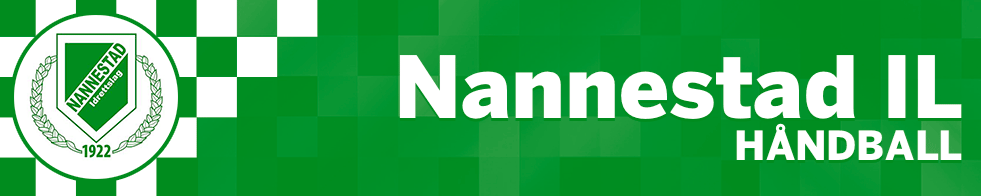 NANNESTAD
Idrettslag
1922
Nannestad IL
HÅNDBALL